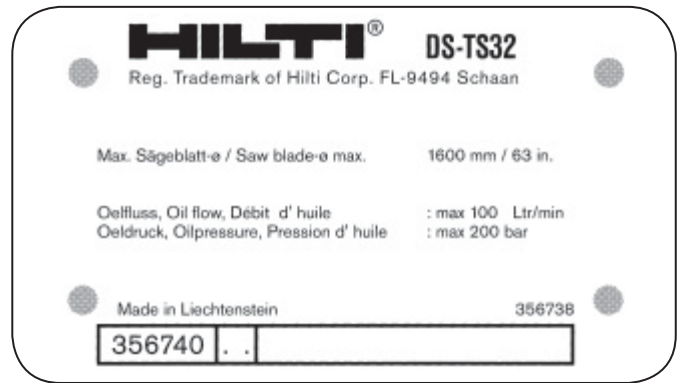 HILTI® DS-TS32
Reg. Trademark of Hilti Corp. FL-9494 Schaan
Max. Sägeblatt-ø / Saw blade-ø max. 1600 mm / 63 in.
Oelfluss, Oil flow, Débit d' huile : max 100 Ltr/min
Oeldruck, Oilpressure, Pression d' huile : max 200 bar
Made in Liechtenstein 356738
356740 . .